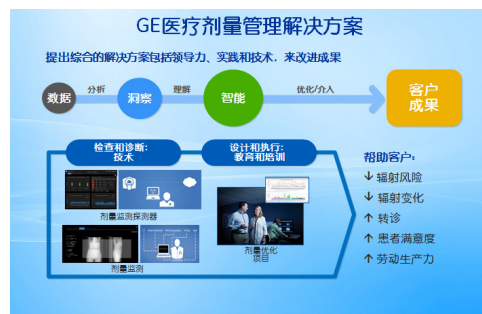 GE医疗剂量管理解决方案
提出综合的解决方案包括领导力、实践和技术，来改进成果
数据
分析
洞察
理解
智能
优化/介入
客户
成果
检查和诊断:
技术
设计和执行:
教育和培训
剂量监测探测器
剂量监测
剂量优化
项目
帮助客户:
↓ 辐射风险
↓ 辐射变化
↑ 转诊
↑ 患者满意度
↑ 劳动生产力